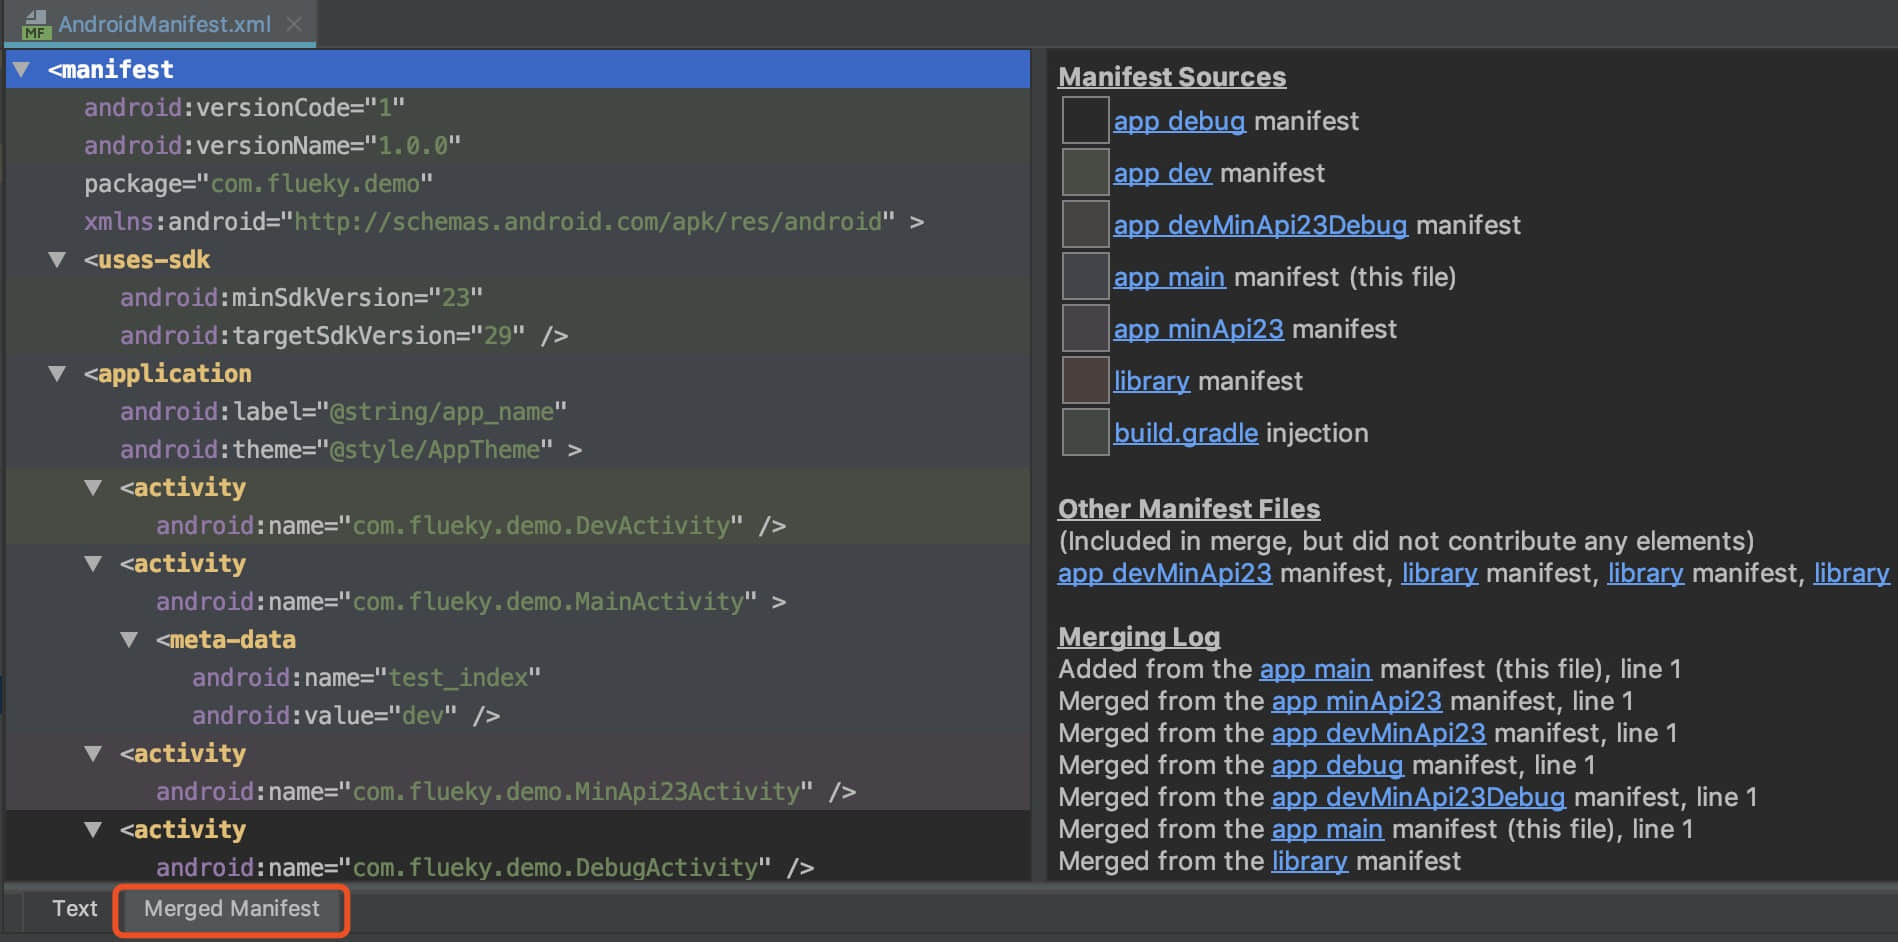 MF AndroidManifest.xml
<manifest
android:versionCode="1"
android:versionName="1.0.0"
package="com.flueky.demo"
xmlns:android="http://schemas.android.com/apk/res/android" >
<uses-sdk
android:minSdkVersion="23"
android:targetSdkVersion="29" />
<application
android:label="@string/app_name"
android:theme="@style/AppTheme" >
<activity
android:name="com.flueky.demo.DevActivity" />
<activity
android:name="com.flueky.demo.MainActivity" >
<meta-data
android:name="test_index"
android:value="dev" />
<activity
android:name="com.flueky.demo.MinApi23Activity" />
<activity
android:name="com.flueky.demo.DebugActivity" />
Manifest Sources
app debug manifest
app dev manifest
app devMinApi23Debug manifest
app main manifest (this file)
app minApi23 manifest
library manifest
build.gradle injection
Other Manifest Files
(Included in merge, but did not contribute any elements)
app devMinApi23 manifest, library manifest, library manifest, library
Merging Log
Added from the app main manifest (this file), line 1
Merged from the app minApi23 manifest, line 1
Merged from the app devMinApi23 manifest, line 1
Merged from the app debug manifest, line 1
Merged from the app devMinApi23Debug manifest, line 1
Merged from the app main manifest (this file), line 1
Merged from the library manifest
Text
Merged Manifest